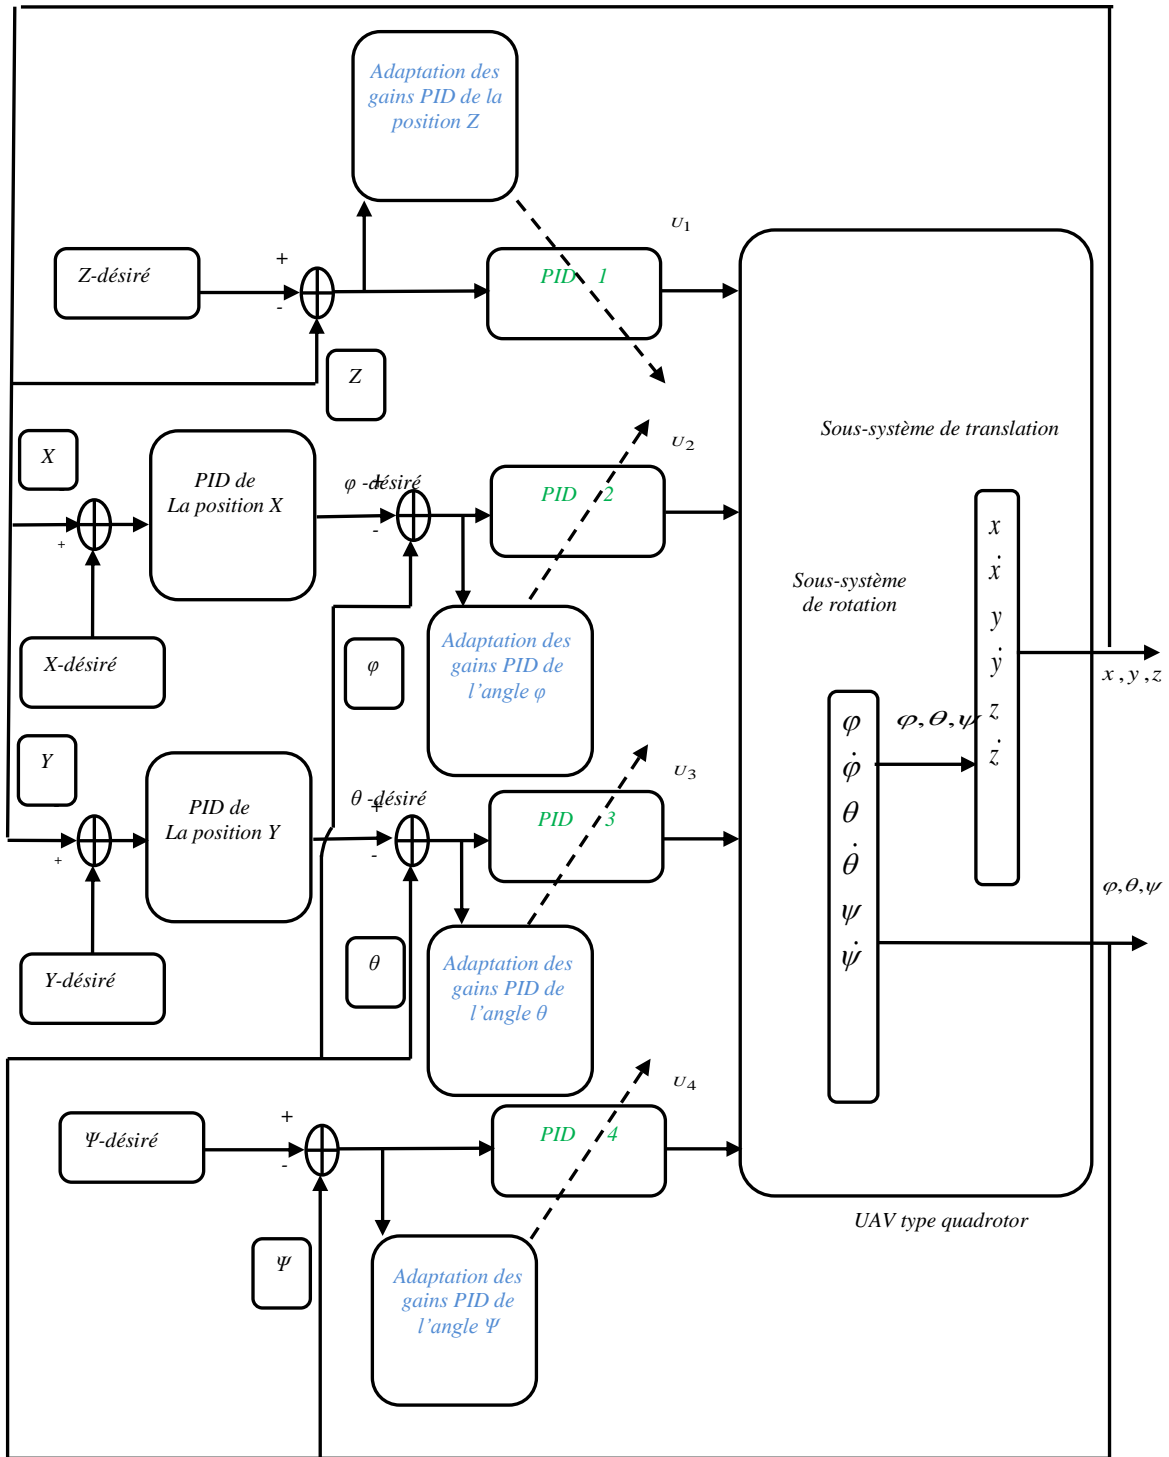 Adaptation des
gains PID de la
position Z
U1
Z-désiré
+
-
PID 1
Z
X
PID de
La position X
φ -désiré
+
-
U2
PID 2
+
X-désiré
φ
Adaptation des
gains PID de
l'angle φ
Sous-système de translation
Sous-système
de rotation
x
ẋ
y
ẏ
z
ż
x , y , z
φ
φ̇
θ
θ̇
ψ
ψ̇
φ, θ, ψ
φ, θ, ψ
Y
PID de
La position Y
θ -désiré
+
-
U3
PID 3
+
Y-désiré
θ
Adaptation des
gains PID de
l'angle θ
U4
Ψ-désiré
+
-
PID 4
UAV type quadrotor
Ψ
Adaptation des
gains PID de
l'angle Ψ